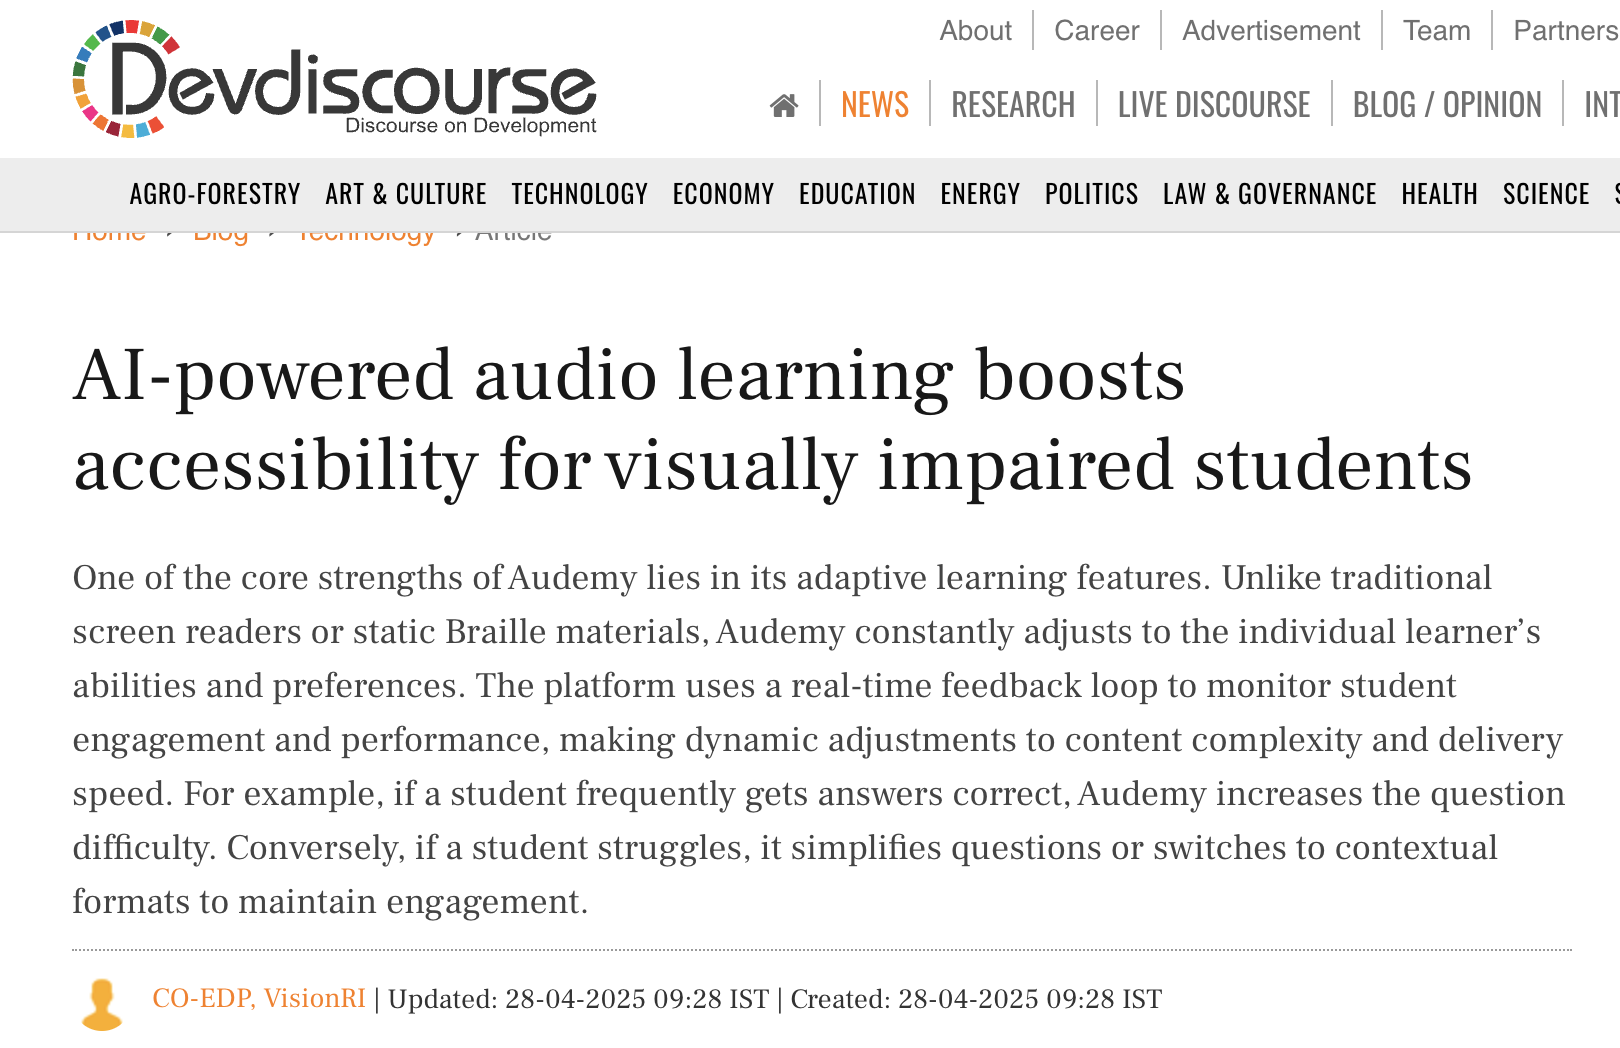 About
Career
Advertisement
Team
Partners
Devdiscourse
Discourse on Development
NEWS
RESEARCH
LIVE DISCOURSE
BLOG / OPINION
INT
AGRO-FORESTRY
ART & CULTURE
TECHNOLOGY
ECONOMY
EDUCATION
ENERGY
POLITICS
LAW & GOVERNANCE
HEALTH
SCIENCE
Home
Blog
Technology
Article
AI-powered audio learning boosts
accessibility for visually impaired students
One of the core strengths of Audemy lies in its adaptive learning features. Unlike traditional
screen readers or static Braille materials, Audemy constantly adjusts to the individual learner’s
abilities and preferences. The platform uses a real-time feedback loop to monitor student
engagement and performance, making dynamic adjustments to content complexity and delivery
speed. For example, if a student frequently gets answers correct, Audemy increases the question
difficulty. Conversely, if a student struggles, it simplifies questions or switches to contextual
formats to maintain engagement.
CO-EDP, VisionRI | Updated: 28-04-2025 09:28 IST | Created: 28-04-2025 09:28 IST